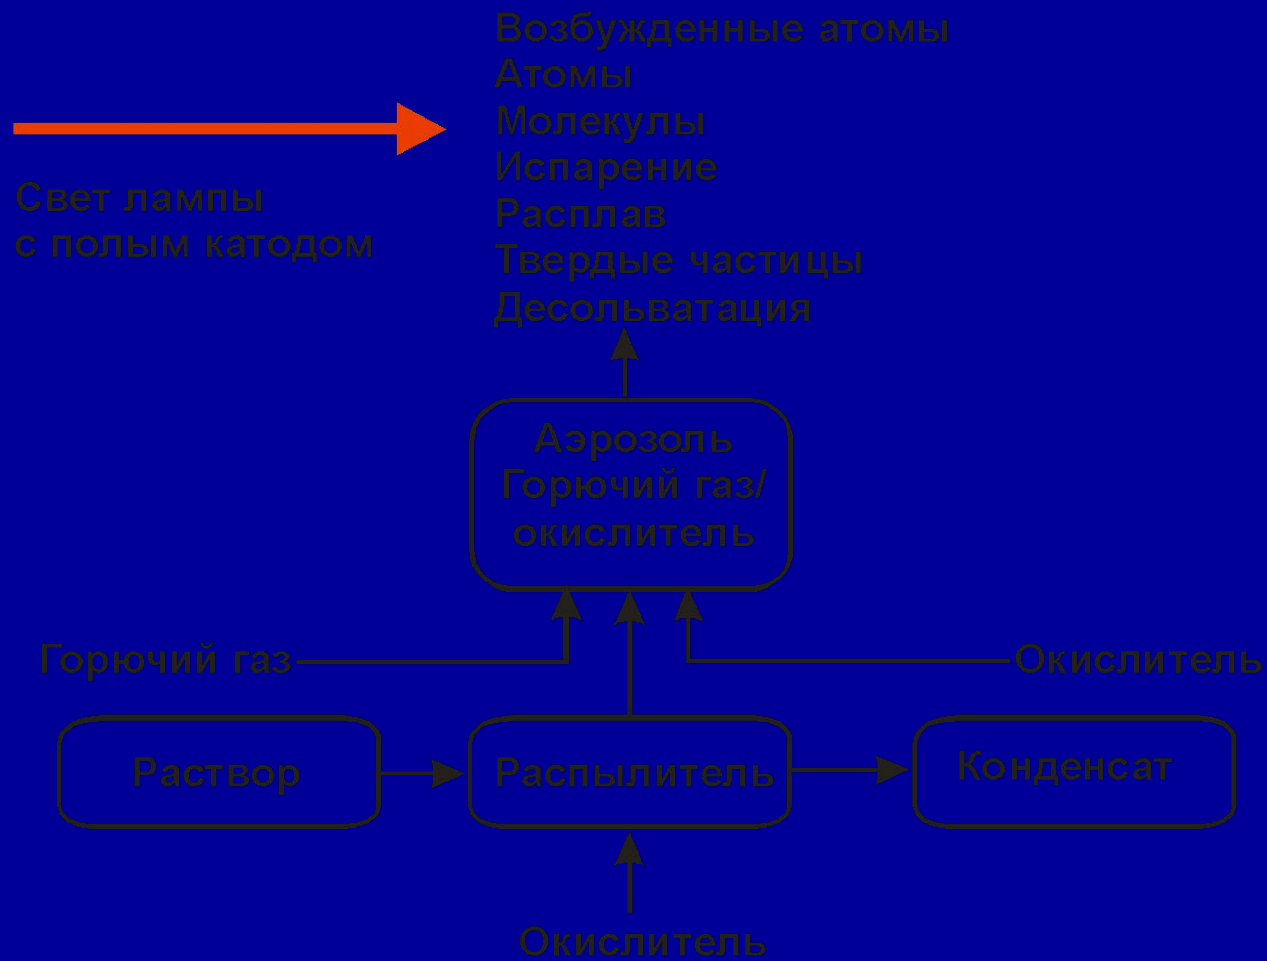 Возбужденные атомы
Атомы
Молекулы
Испарение
Расплав
Твердые частицы
Десольватация
Свет лампы
с полым катодом
Аэрозоль
Горючий газ/
окислитель
Горючий газ
Окислитель
Раствор
Распылитель
Конденсат
Окислитель